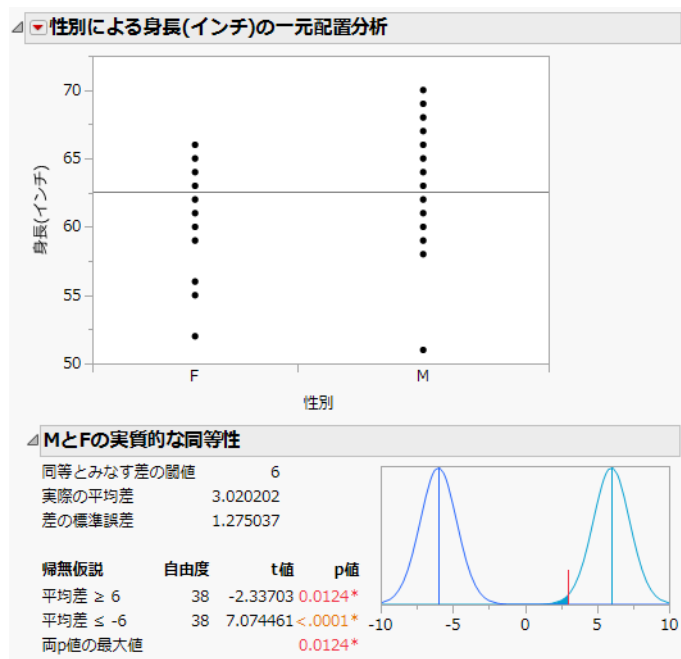 性別による身長(インチ)の一元配置分析
70
65
60
55
50
身長(インチ)
F M
性別
MとFの実質的な同等性
同等とみなす差の閾値 6
実際の平均差 3.020202
差の標準誤差 1.275037
帰無仮説 自由度 t値 p値
平均差 ≥ 6 38 -2.33703 0.0124*
平均差 ≤ -6 38 7.074461 <.0001*
両p値の最大値 0.0124*
-10 -5 0 5 10